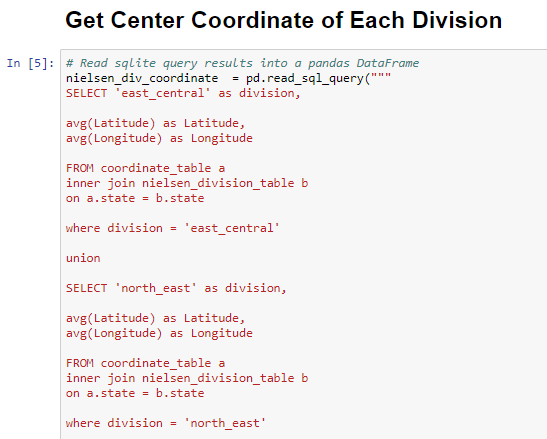 Get Center Coordinate of Each Division
In [5]: # Read sqlite query results into a pandas DataFrame
nielsen_div_coordinate  = pd.read_sql_query("""
SELECT 'east_central' as division,
avg(Latitude) as Latitude,
avg(Longitude) as Longitude
FROM coordinate_table a
inner join nielsen_division_table b
on a.state = b.state
where division = 'east_central'
union
SELECT 'north_east' as division,
avg(Latitude) as Latitude,
avg(Longitude) as Longitude
FROM coordinate_table a
inner join nielsen_division_table b
on a.state = b.state
where division = 'north_east'